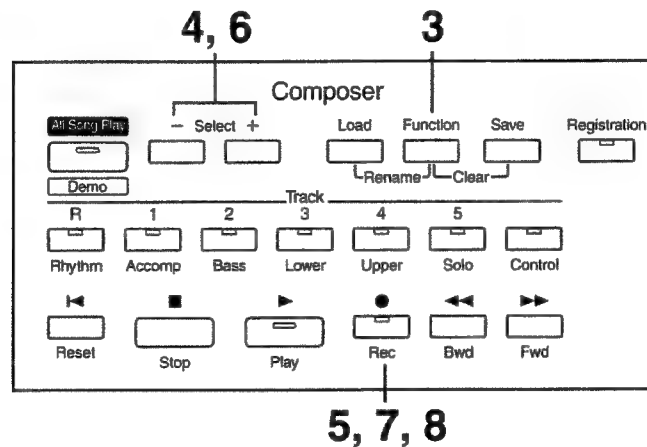 4, 6 3
Composer
All Song Play − Select + Load Function Save Registration
Rename Clear
Demo
Track
R 1 2 3 4 5
Rhythm Accomp Bass Lower Upper Solo Control
Reset Stop Play Rec Bwd Fwd
5, 7, 8